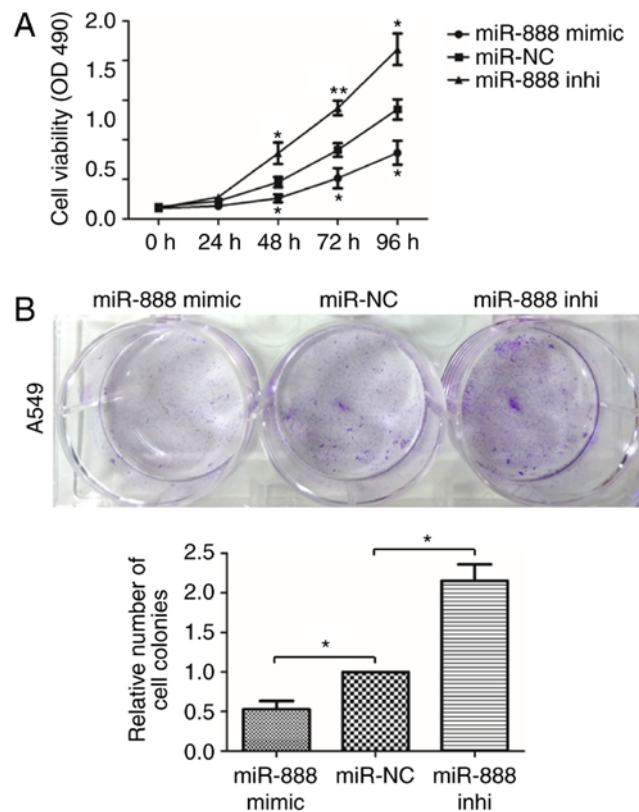 A
Cell viability (OD 490)
2.0
1.5
1.0
0.5
0.0
0 h 24 h 48 h 72 h 96 h
*
**
*
*
*
*
miR-888 mimic
miR-NC
miR-888 inhi
B
miR-888 mimic miR-NC miR-888 inhi
A549
Relative number of
cell colonies
2.5
2.0
1.5
1.0
0.5
0.0
*
*
miR-888
mimic
miR-NC
miR-888
inhi